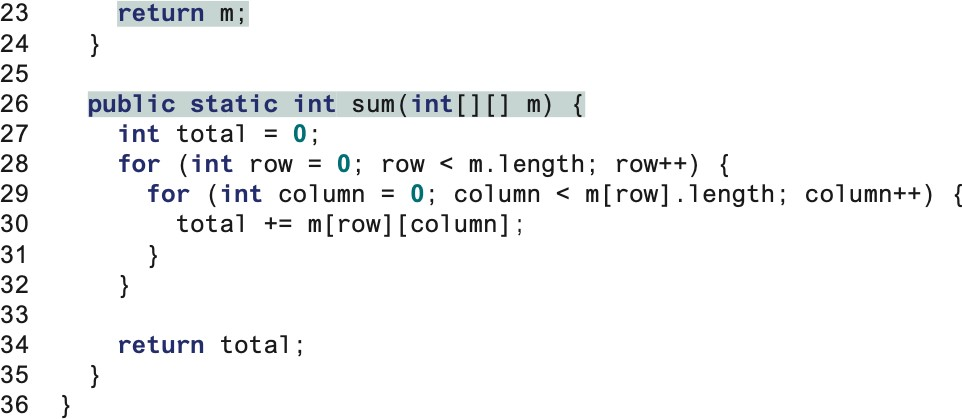 23      return m;
24    }
25
26    public static int sum(int[][] m) {
27      int total = 0;
28      for (int row = 0; row < m.length; row++) {
29        for (int column = 0; column < m[row].length; column++) {
30          total += m[row][column];
31        }
32      }
33
34      return total;
35    }
36  }